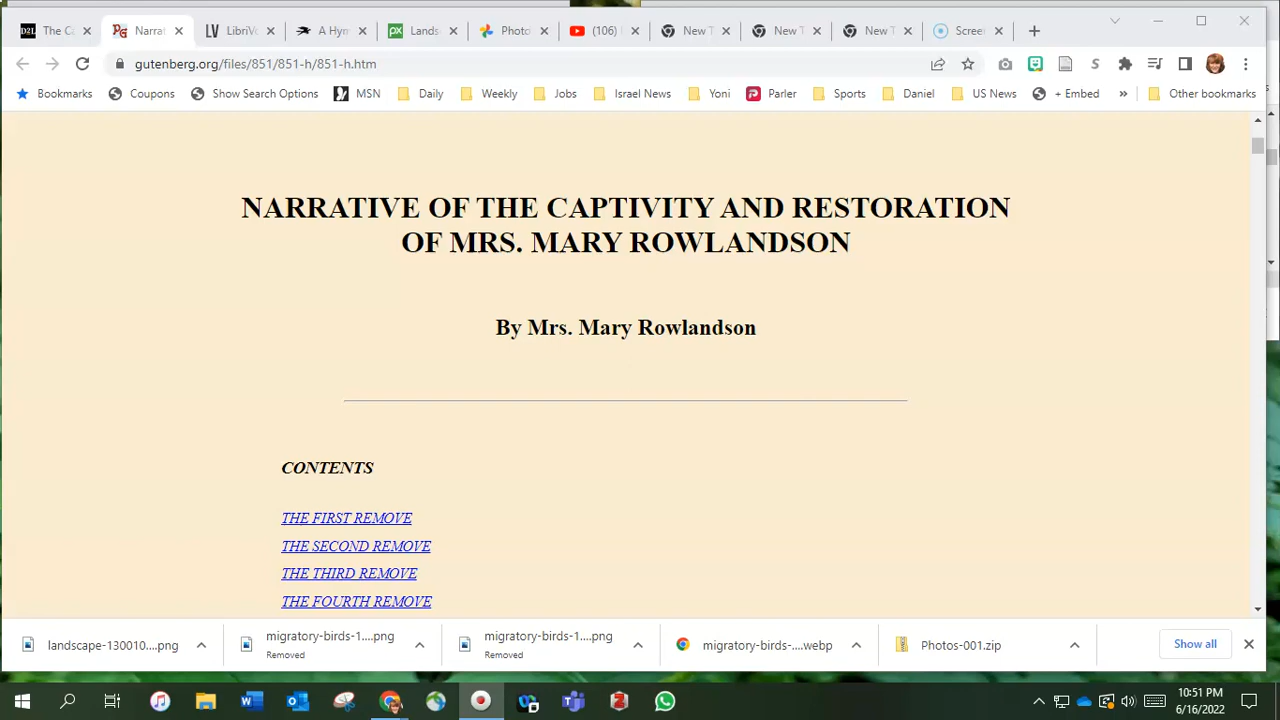 The Ca
Narrat
LibriVo
A Hym
Lands
Photo
(106)
New T
New T
New T
Screen
gutenberg.org/files/851/851-h/851-h.htm
Bookmarks Coupons Show Search Options MSN Daily Weekly Jobs Israel News Yoni Parler Sports Daniel US News + Embed » Other bookmarks
NARRATIVE OF THE CAPTIVITY AND RESTORATION
OF MRS. MARY ROWLANDSON
By Mrs. Mary Rowlandson
CONTENTS
THE FIRST REMOVE
THE SECOND REMOVE
THE THIRD REMOVE
THE FOURTH REMOVE
landscape-130010....png
migratory-birds-1....png
Removed
migratory-birds-1....png
Removed
migratory-birds-....webp
Photos-001.zip
Show all
10:51 PM
6/16/2022